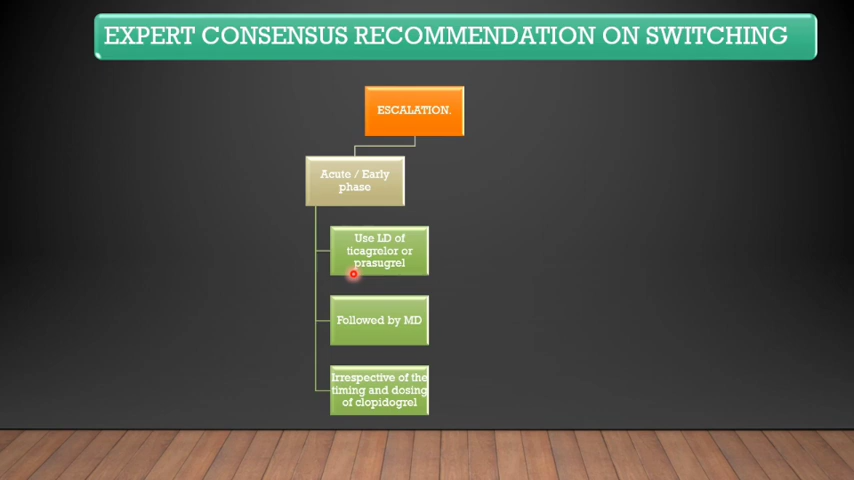 EXPERT CONSENSUS RECOMMENDATION ON SWITCHING
ESCALATION.
Acute / Early
phase
Use LD of
ticagrelor or
prasugrel
Followed by MD
Irrespective of the
timing and dosing
of clopidogrel